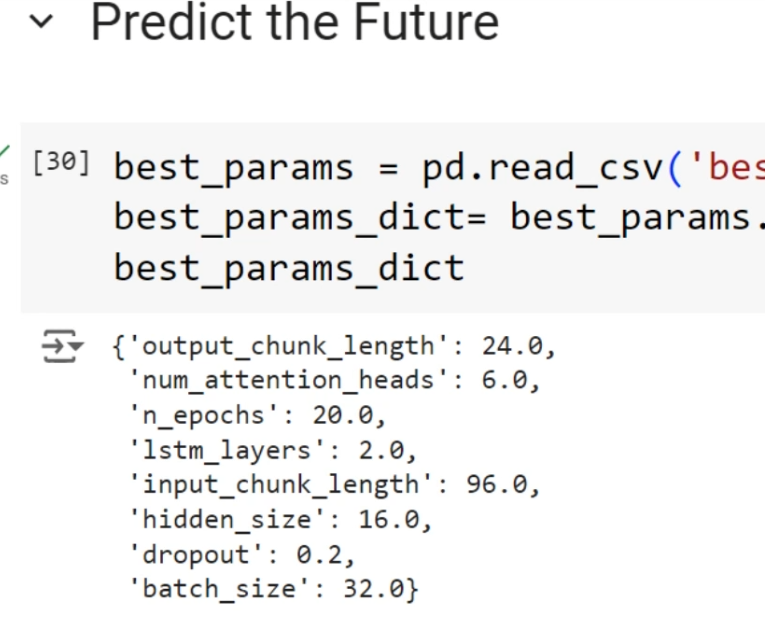 Predict the Future
s
[30] best_params = pd.read_csv('bes
best_params_dict= best_params.
best_params_dict
{'output_chunk_length': 24.0,
'num_attention_heads': 6.0,
'n_epochs': 20.0,
'lstm_layers': 2.0,
'input_chunk_length': 96.0,
'hidden_size': 16.0,
'dropout': 0.2,
'batch_size': 32.0}